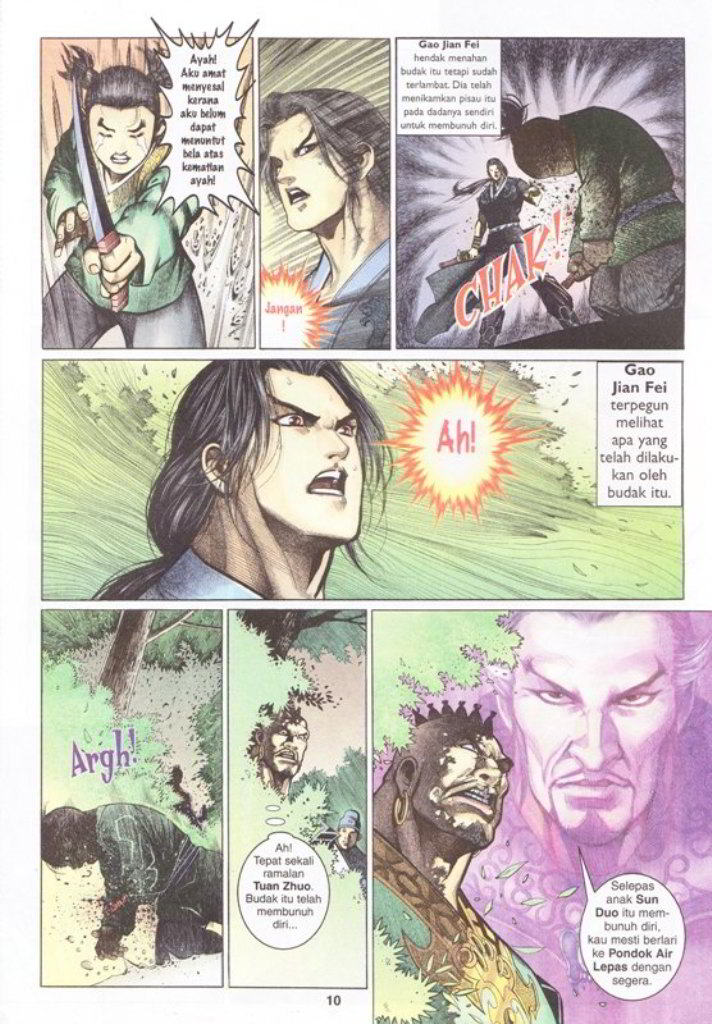 Ayah!
Aku amat
menyesal
kerana
aku belum
dapat
menuntut
bela atas
kematian
ayah!
Jangan
!
Gao Jian Fei
hendak menahan
budak itu tetapi sudah
terlambat. Dia telah
menikamkan pisau itu
pada dadanya sendiri
untuk membunuh diri.
CHAK!
Ah!
Gao
Jian Fei
terpegun
melihat
apa yang
telah dilaku-
kan oleh
budak itu.
Argh!
Ah!
Tepat sekali
ramalan
Tuan Zhuo.
Budak itu telah
membunuh
diri...
Selepas
anak Sun
Duo itu mem-
bunuh diri,
kau mesti berlari
ke Pondok Air
Lepas dengan
segera.
10